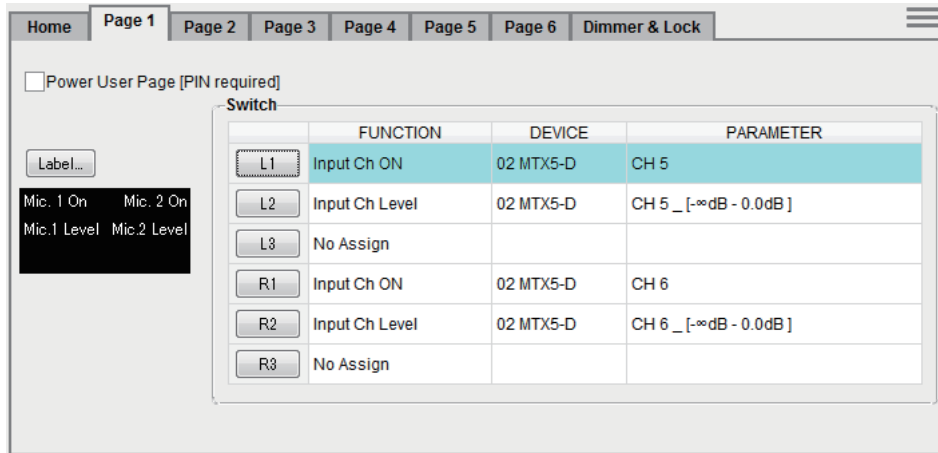 Home Page 1 Page 2 Page 3 Page 4 Page 5 Page 6 Dimmer & Lock
Power User Page [PIN required]
Switch
FUNCTION DEVICE PARAMETER
Label...
L1 Input Ch ON 02 MTX5-D CH 5
Mic. 1 On Mic. 2 On
L2 Input Ch Level 02 MTX5-D CH 5 _ [-∞dB - 0.0dB ]
Mic.1 Level Mic.2 Level
L3 No Assign
R1 Input Ch ON 02 MTX5-D CH 6
R2 Input Ch Level 02 MTX5-D CH 6 _ [-∞dB - 0.0dB ]
R3 No Assign